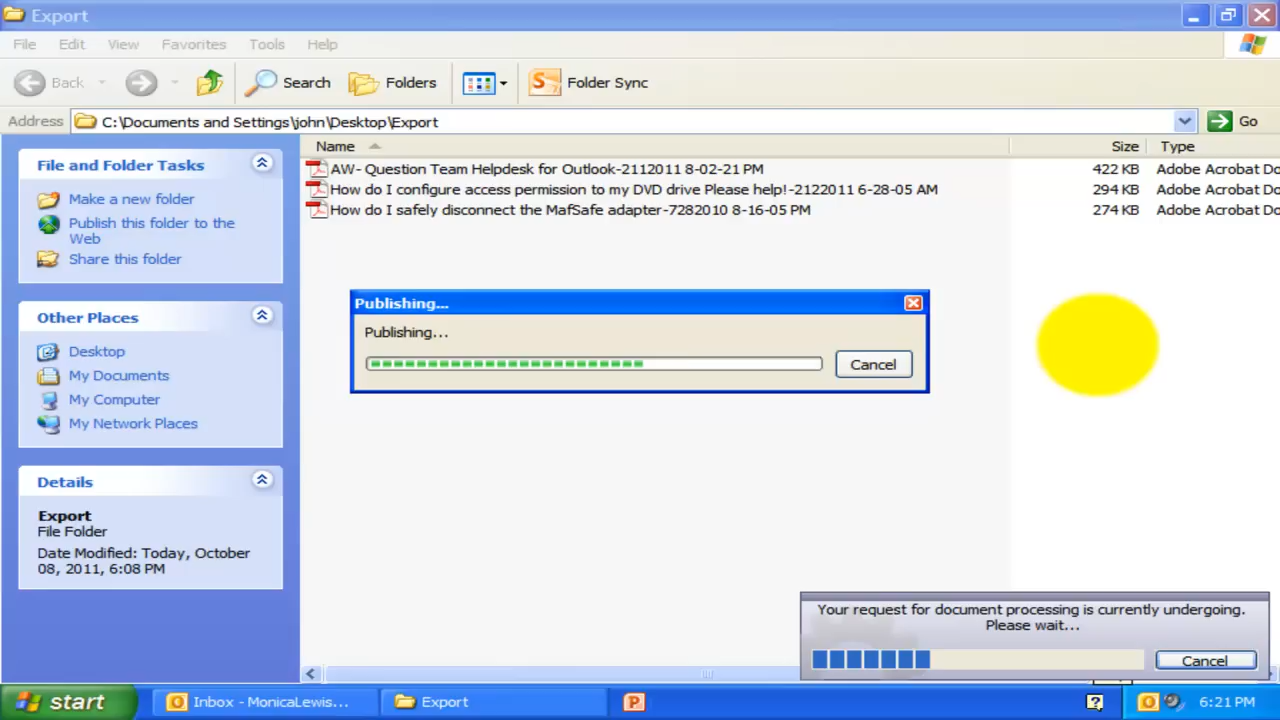 Export
File Edit View Favorites Tools Help
Back Search Folders Folder Sync
Address C:\Documents and Settings\john\Desktop\Export Go
Name Size Type
File and Folder Tasks
Make a new folder
Publish this folder to the
Web
Share this folder
Other Places
Desktop
My Documents
My Computer
My Network Places
Details
Export
File Folder
Date Modified: Today, October
08, 2011, 6:08 PM
AW- Question Team Helpdesk for Outlook-2112011 8-02-21 PM 422 KB Adobe Acrobat Do
How do I configure access permission to my DVD drive Please help!-2122011 6-28-05 AM 294 KB Adobe Acrobat Do
How do I safely disconnect the MafSafe adapter-7282010 8-16-05 PM 274 KB Adobe Acrobat Do
Publishing...
Publishing...
Cancel
Your request for document processing is currently undergoing.
Please wait...
Cancel
start Inbox - MonicaLewis... Export 6:21 PM